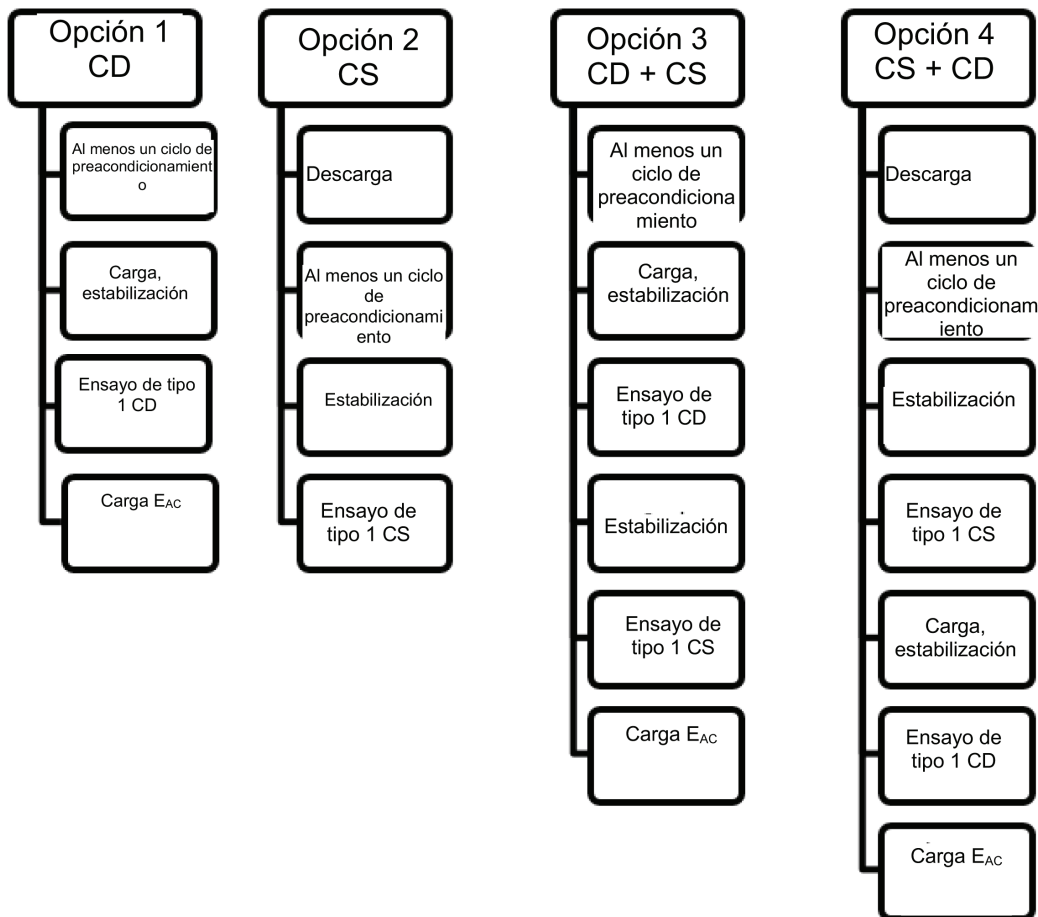 Opción 1
CD
Al menos un ciclo de
preacondicionamient
o
Carga,
estabilización
Ensayo de tipo
1 CD
Carga EAC
Opción 2
CS
Descarga
Al menos un ciclo
de
preacondicionami
ento
Estabilización
Ensayo de
tipo 1 CS
Opción 3
CD + CS
Al menos un
ciclo de
preacondiciona
miento
Carga,
estabilización
Ensayo de
tipo 1 CD
Estabilización
Ensayo de
tipo 1 CS
Carga EAC
Opción 4
CS + CD
Descarga
Al menos un
ciclo de
preacondicionam
iento
Estabilización
Ensayo de
tipo 1 CS
Carga,
estabilización
Ensayo de
tipo 1 CD
Carga EAC